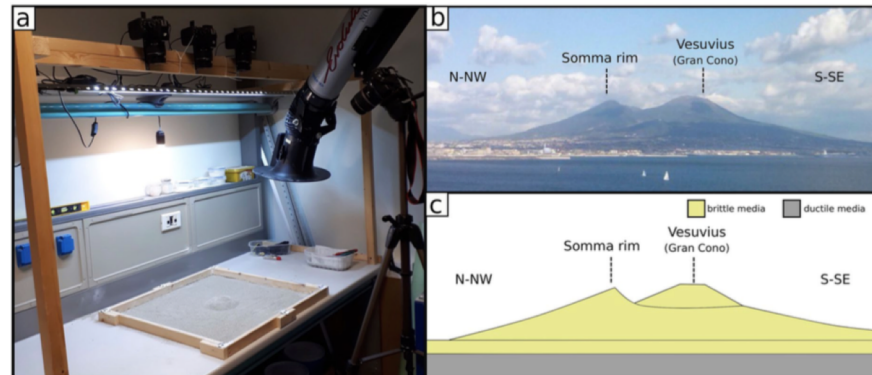 a
b
Somma rim
Vesuvius
(Gran Cono)
N-NW
S-SE
c
brittle media
ductile media
Somma rim
Vesuvius
(Gran Cono)
N-NW
S-SE